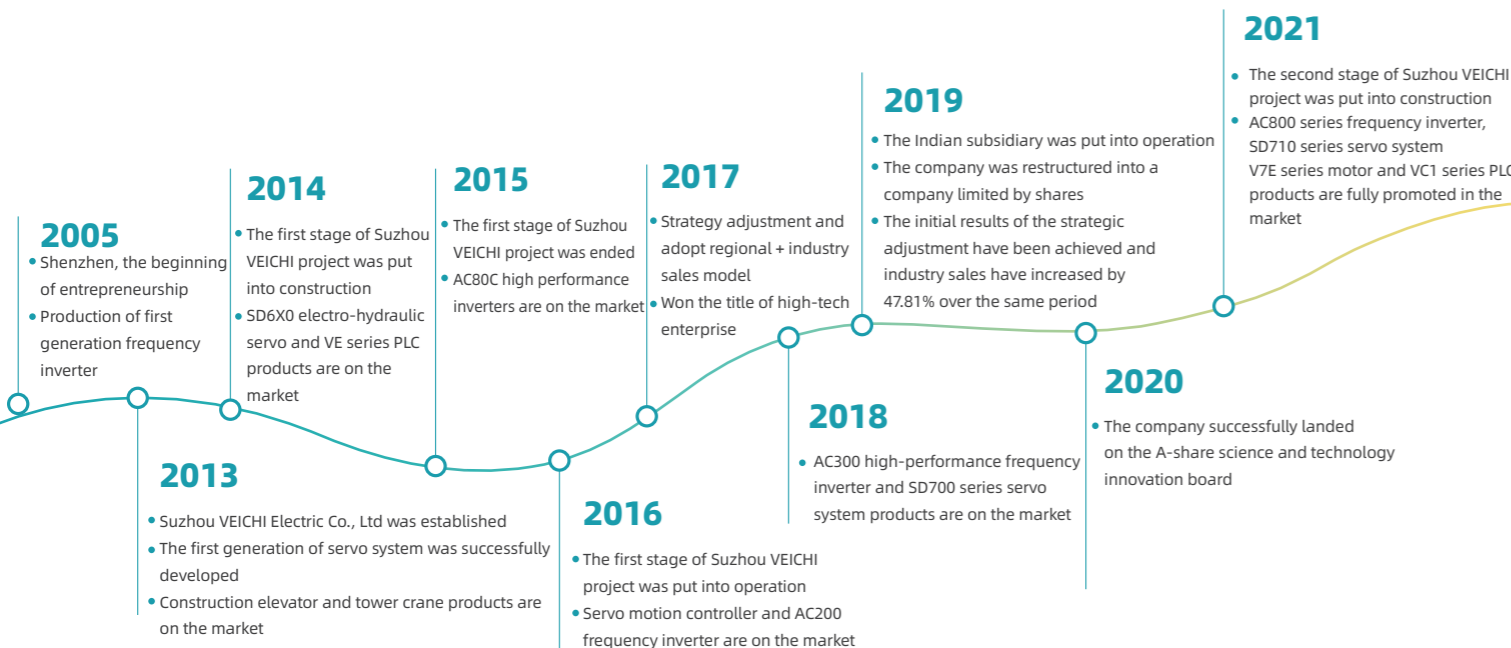 2005
Shenzhen, the beginning
of entrepreneurship
Production of first
generation frequency
inverter
2013
Suzhou VEICHI Electric Co., Ltd was established
The first generation of servo system was successfully
developed
Construction elevator and tower crane products are
on the market
2014
The first stage of Suzhou
VEICHI project was put
into construction
SD6X0 electro-hydraulic
servo and VE series PLC
products are on the
market
2015
The first stage of Suzhou
VEICHI project was ended
AC80C high performance
inverters are on the market
2016
The first stage of Suzhou VEICHI
project was put into operation
Servo motion controller and AC200
frequency inverter are on the market
2017
Strategy adjustment and
adopt regional + industry
sales model
Won the title of high-tech
enterprise
2018
AC300 high-performance frequency
inverter and SD700 series servo
system products are on the market
2019
The Indian subsidiary was put into operation
The company was restructured into a
company limited by shares
The initial results of the strategic
adjustment have been achieved and
industry sales have increased by
47.81% over the same period
2020
The company successfully landed
on the A-share science and technology
innovation board
2021
The second stage of Suzhou VEICHI
project was put into construction
AC800 series frequency inverter,
SD710 series servo system
V7E series motor and VC1 series PLC
products are fully promoted in the
market